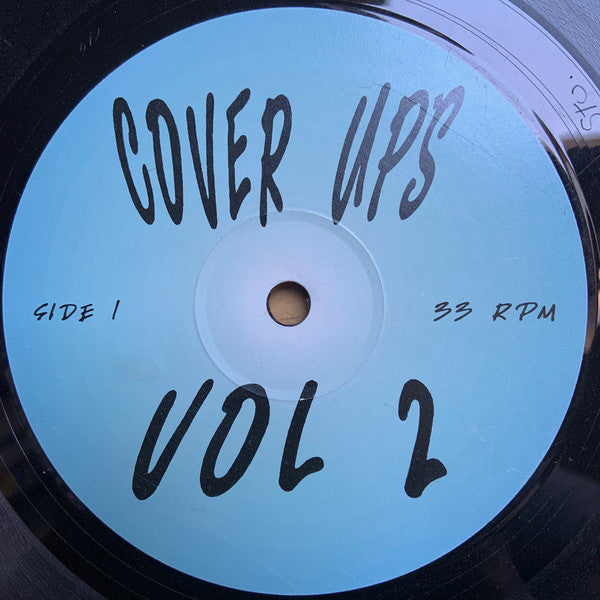 COVER UPS
SIDE 1
33 RPM
VOL 2